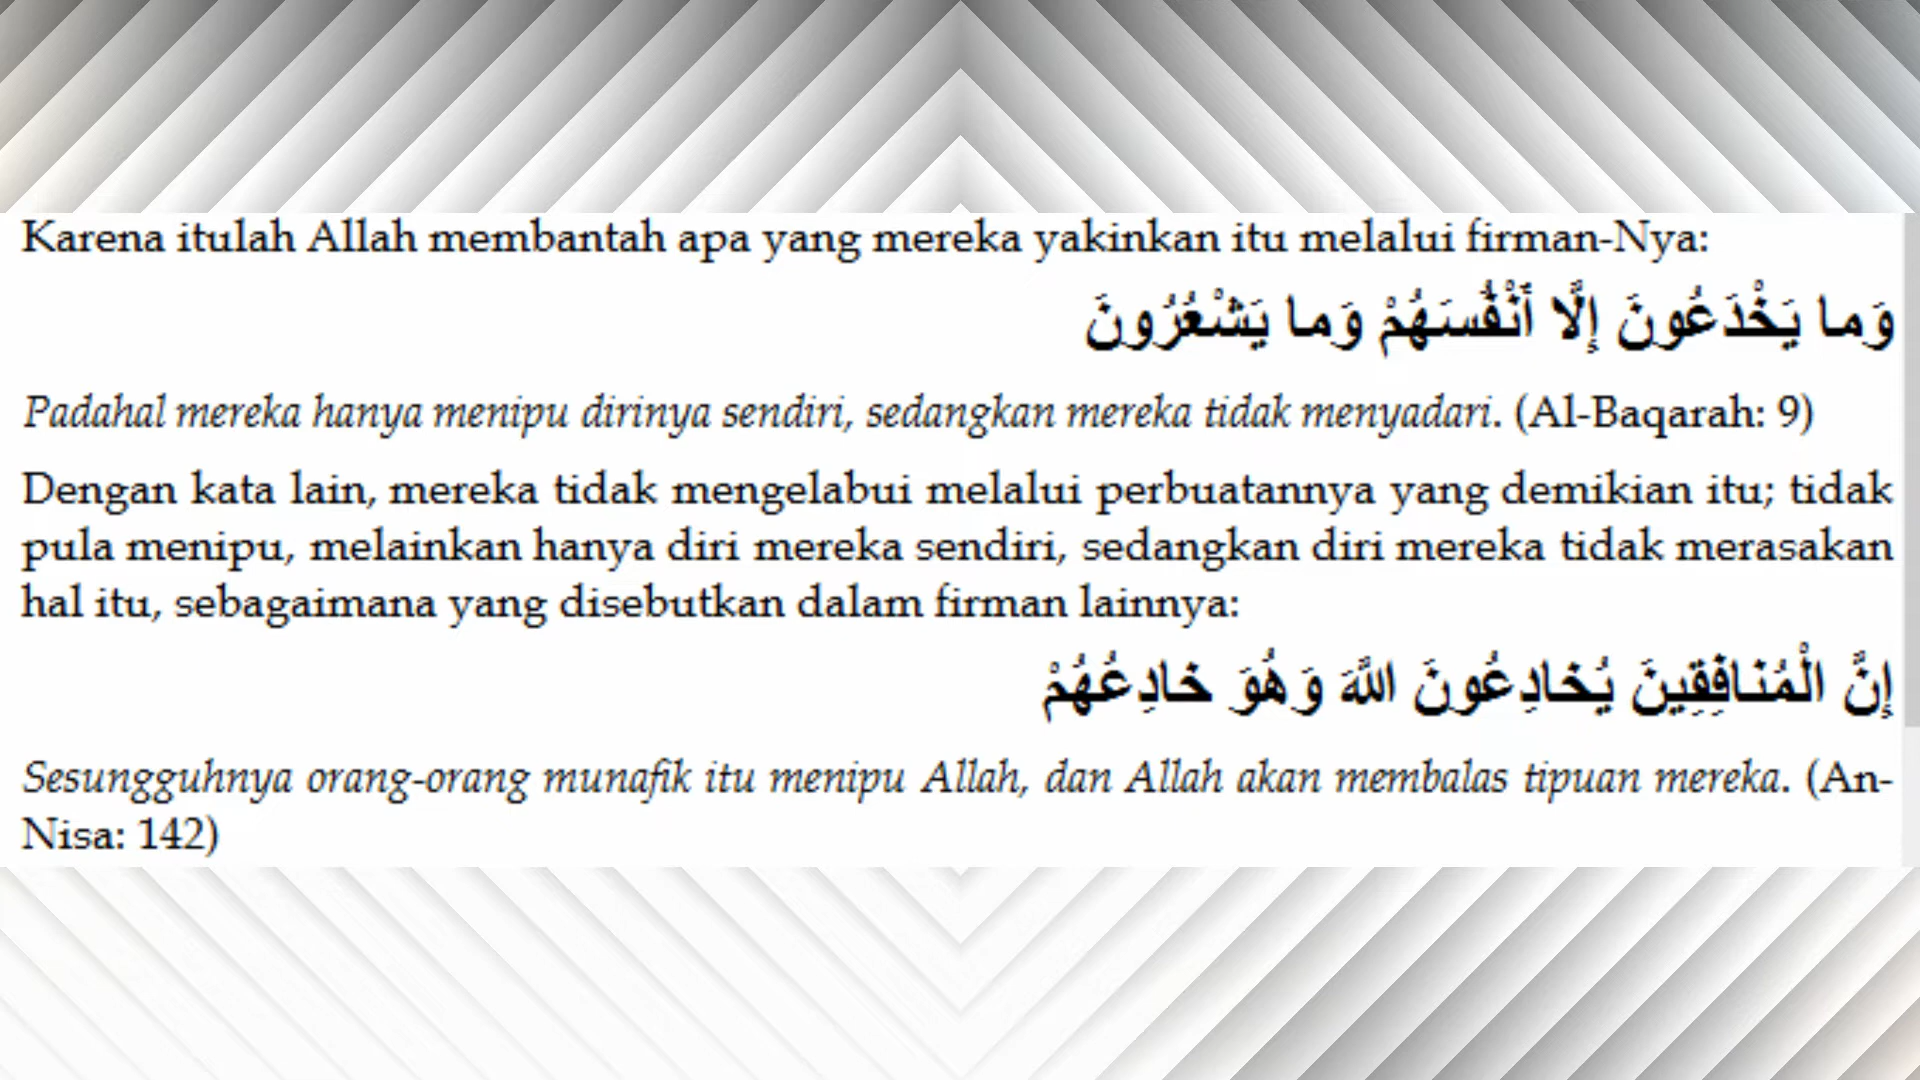 Karena itulah Allah membantah apa yang mereka yakinkan itu melalui firman-Nya:
وَما يَخْدَعُونَ إِلَّا أَنْفُسَهُمْ وَما يَشْعُرُونَ
Padahal mereka hanya menipu dirinya sendiri, sedangkan mereka tidak menyadari. (Al-Baqarah: 9)
Dengan kata lain, mereka tidak mengelabui melalui perbuatannya yang demikian itu; tidak
pula menipu, melainkan hanya diri mereka sendiri, sedangkan diri mereka tidak merasakan
hal itu, sebagaimana yang disebutkan dalam firman lainnya:
إِنَّ الْمُنافِقِينَ يُخادِعُونَ اللَّهَ وَهُوَ خادِعُهُمْ
Sesungguhnya orang-orang munafik itu menipu Allah, dan Allah akan membalas tipuan mereka. (An-
Nisa: 142)